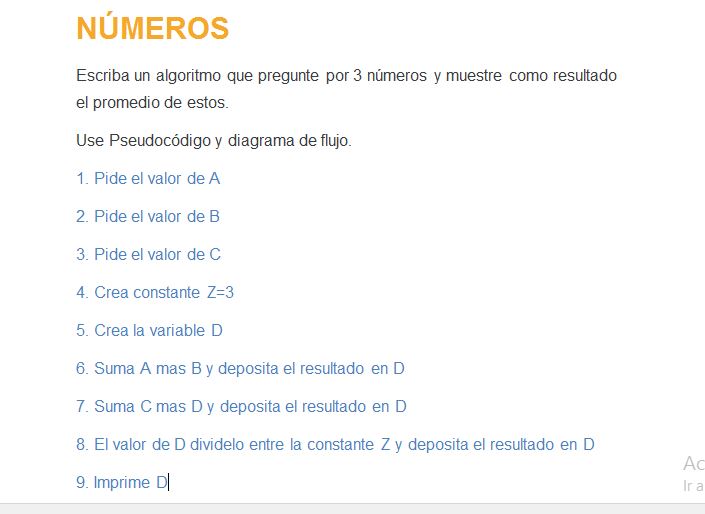 NÚMEROS
Escriba un algoritmo que pregunte por 3 números y muestre como resultado
el promedio de estos.
Use Pseudocódigo y diagrama de flujo.
1. Pide el valor de A
2. Pide el valor de B
3. Pide el valor de C
4. Crea constante Z=3
5. Crea la variable D
6. Suma A mas B y deposita el resultado en D
7. Suma C mas D y deposita el resultado en D
8. El valor de D dividelo entre la constante Z y deposita el resultado en D
9. Imprime D
Ac
Ir a